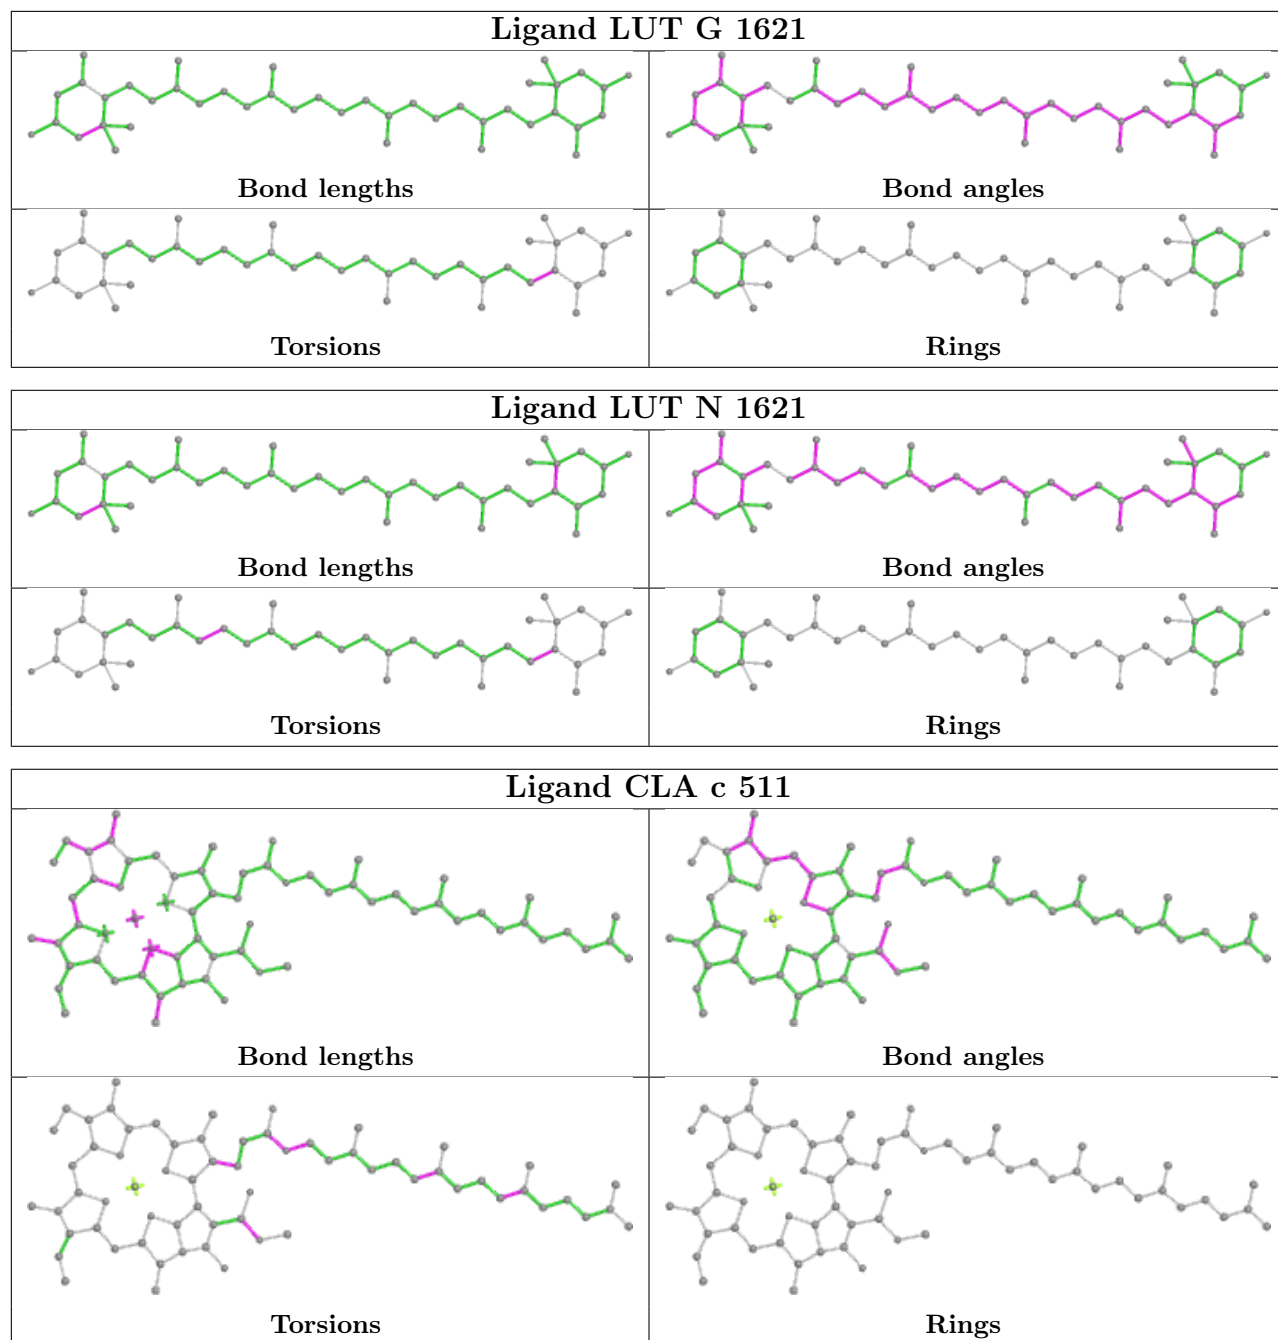 Ligand LUT G 1621
Bond lengths
Bond angles
Torsions
Rings
Ligand LUT N 1621
Bond lengths
Bond angles
Torsions
Rings
Ligand CLA c 511
Bond lengths
Bond angles
Torsions
Rings